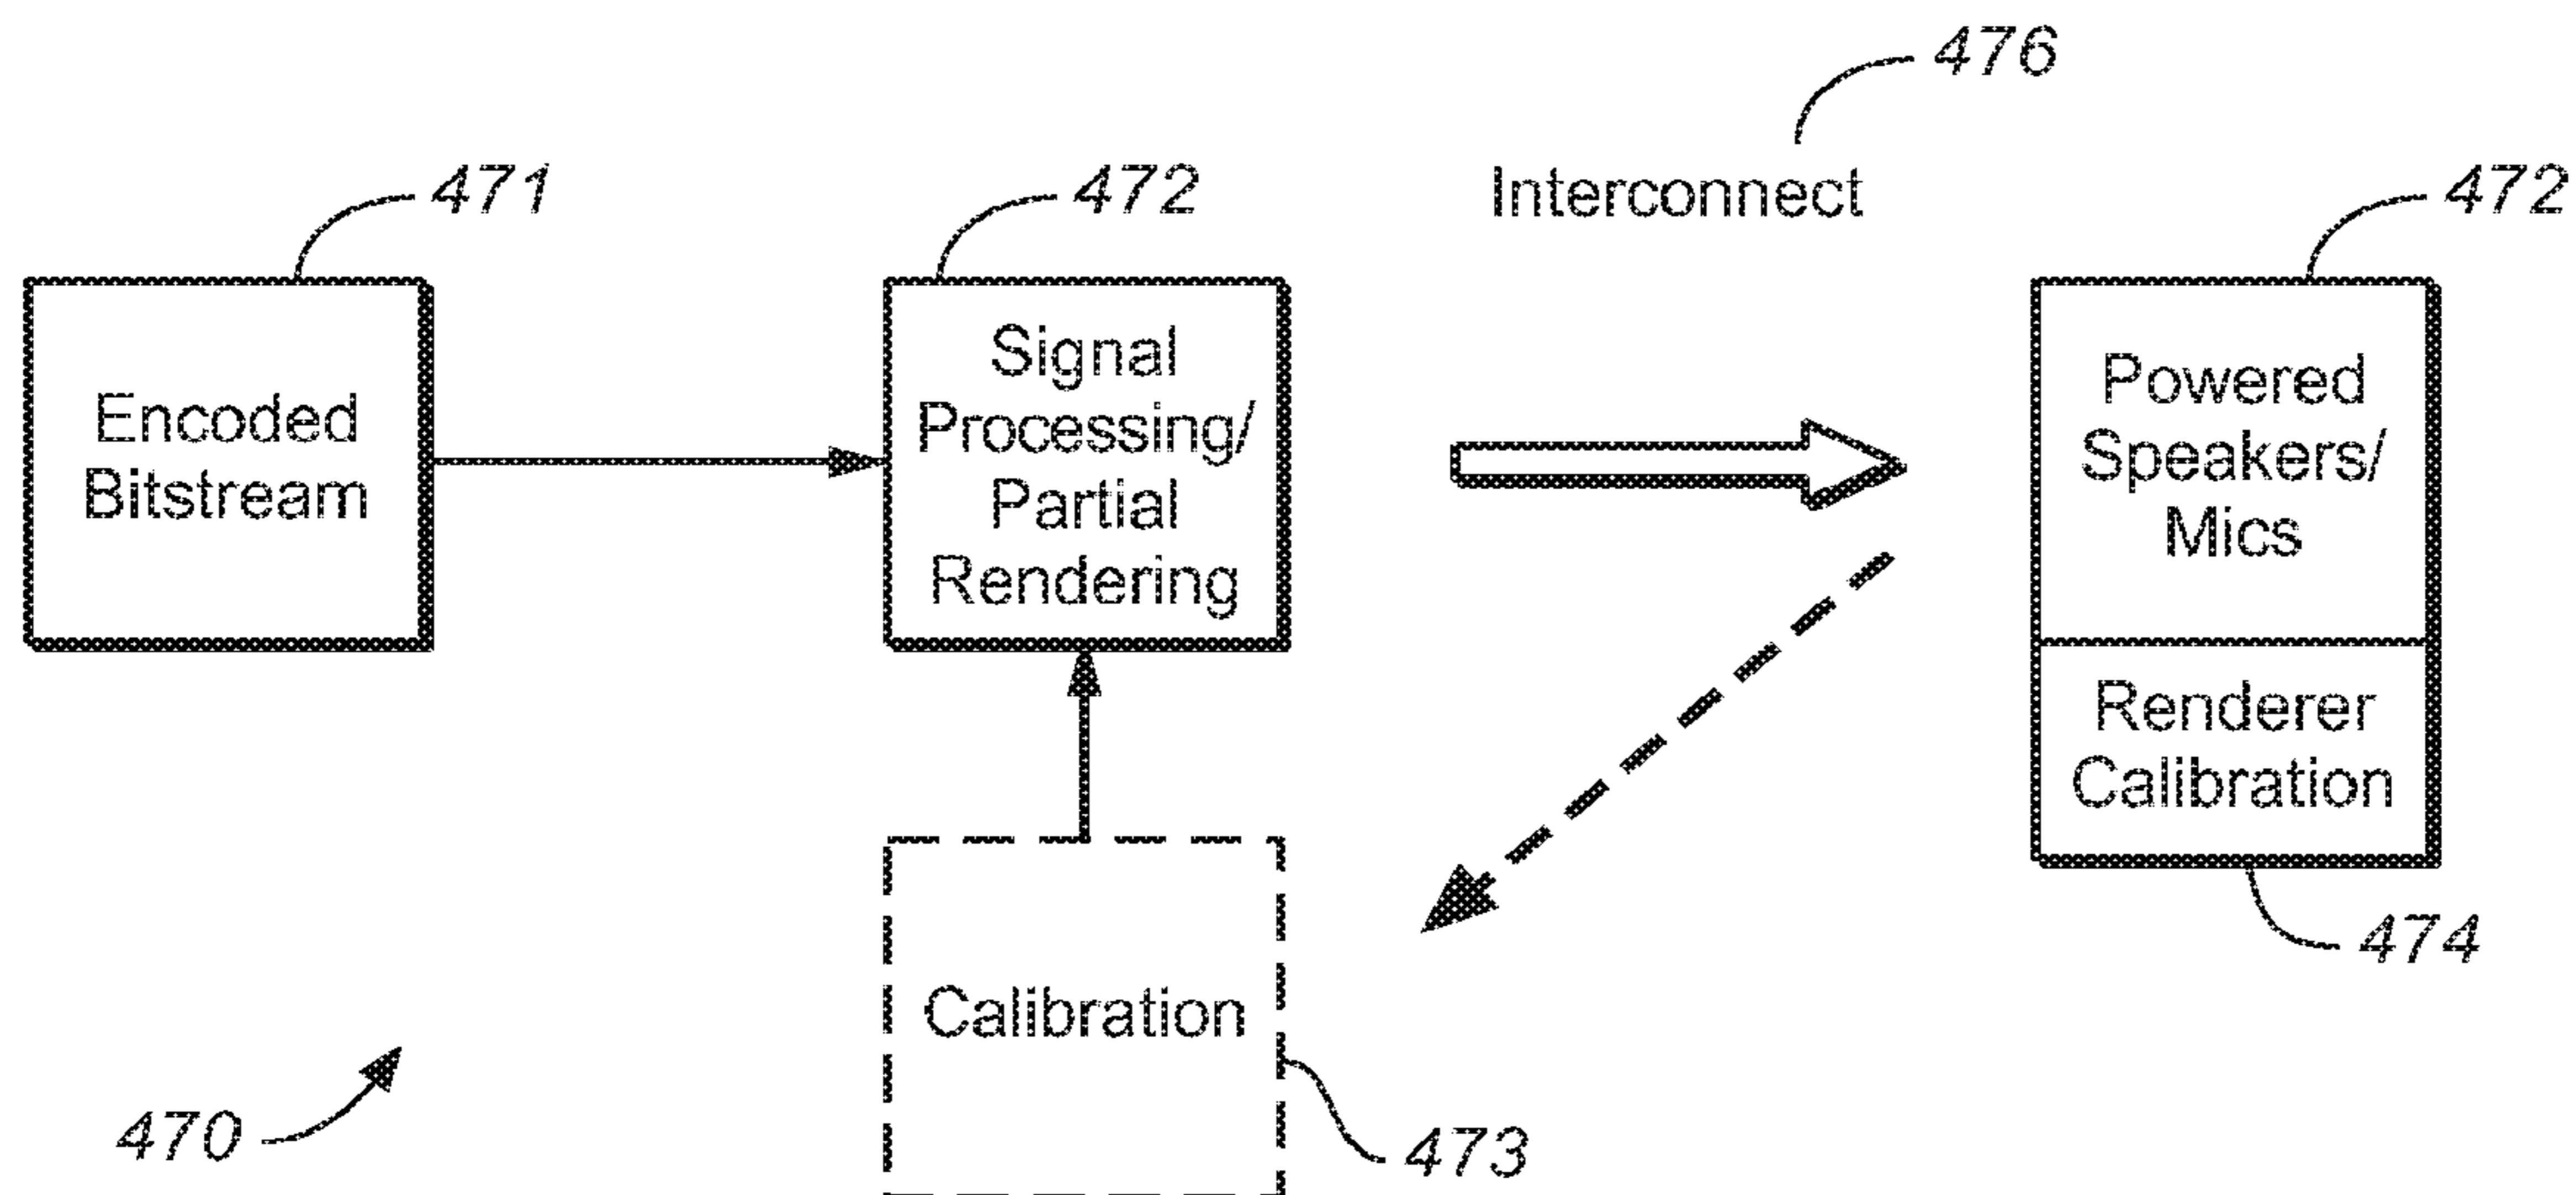 476
471
472
Interconnect
472
Encoded
Bitstream
Signal
Processing/
Partial
Rendering
Powered
Speakers/
Mics
Renderer
Calibration
474
Calibration
470
473